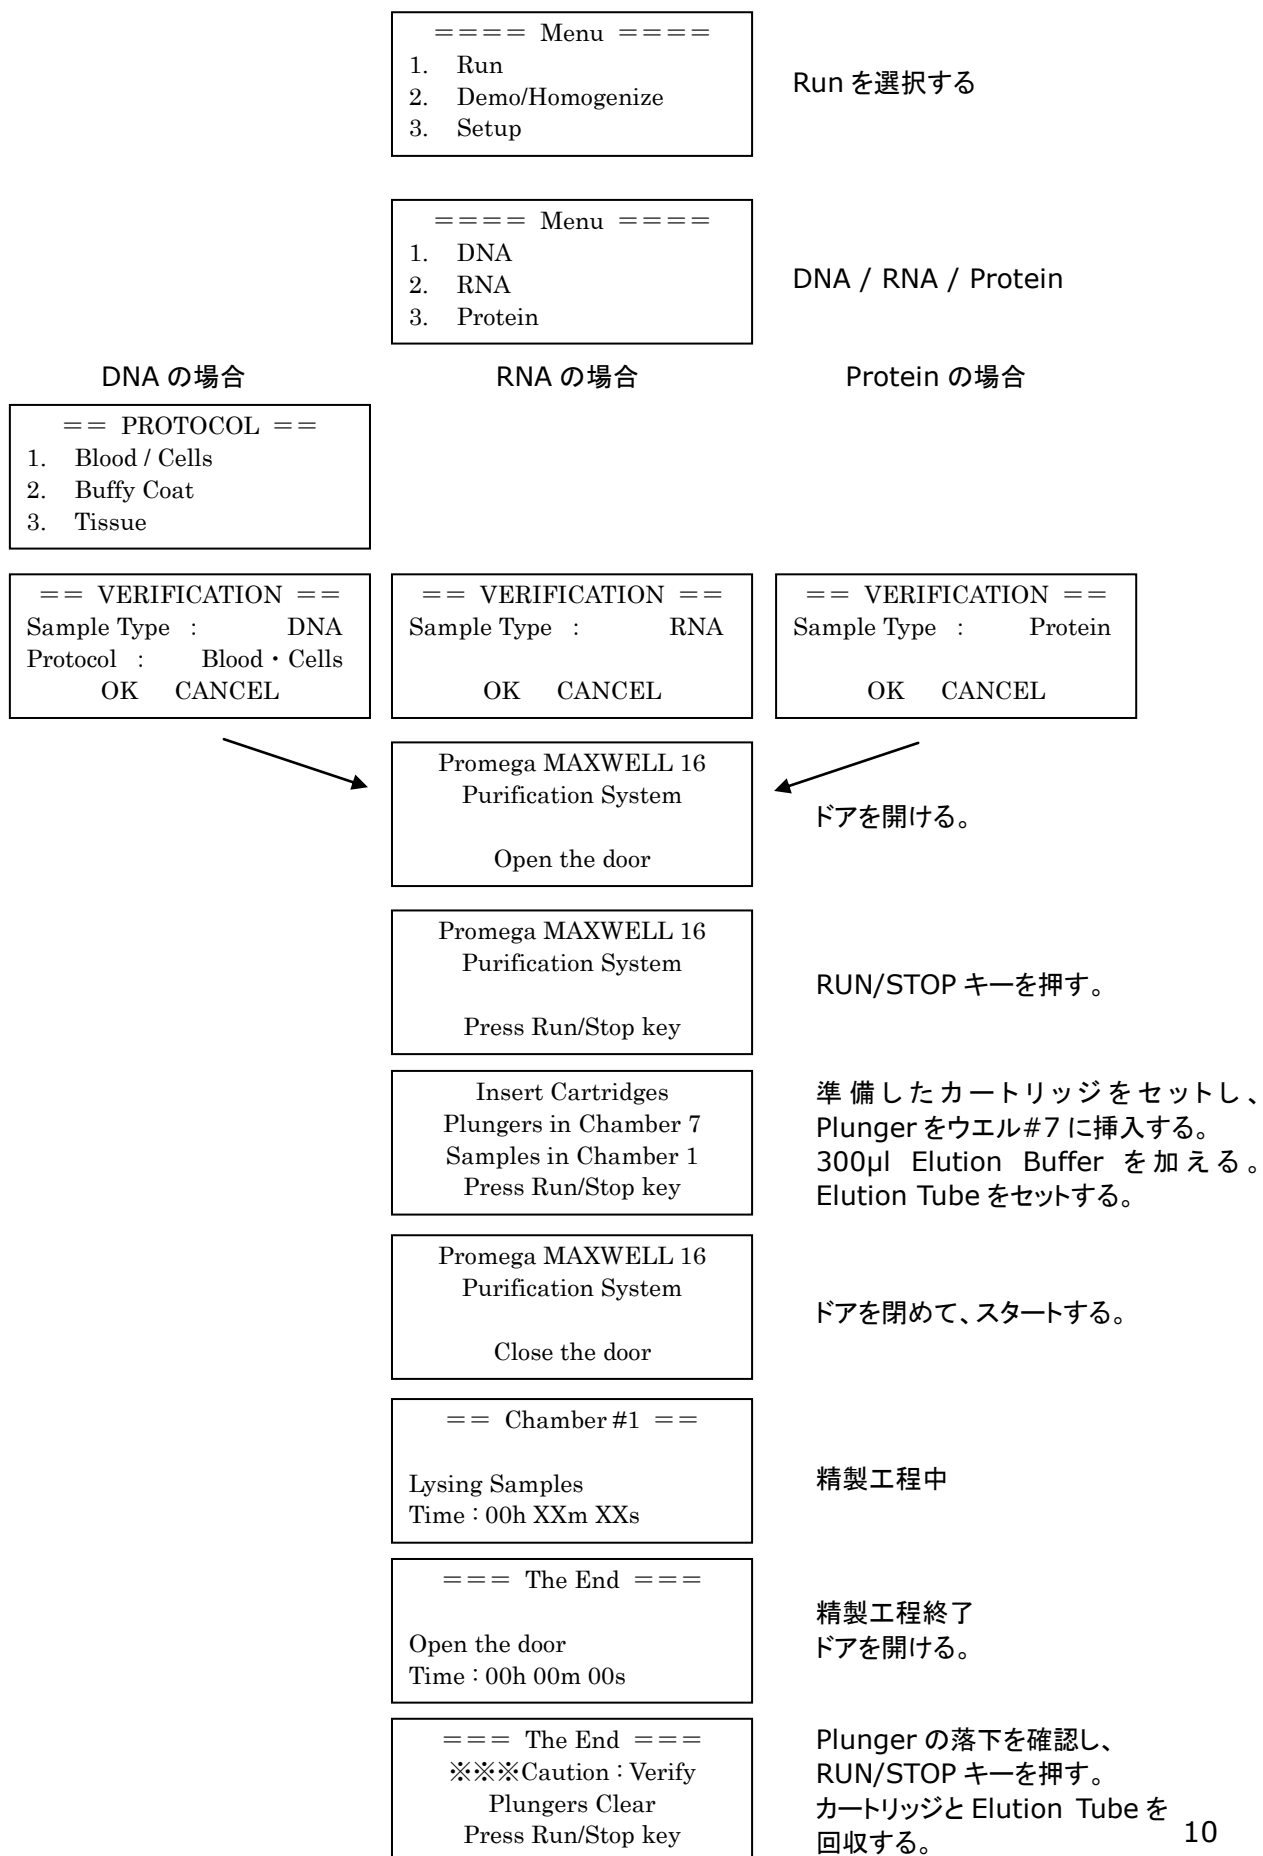 ==== Menu ====
1. Run
2. Demo/Homogenize
3. Setup
Run を選択する
==== Menu ====
1. DNA
2. RNA
3. Protein
DNA / RNA / Protein
DNA の場合
RNA の場合
Protein の場合
== PROTOCOL ==
1. Blood / Cells
2. Buffy Coat
3. Tissue
== VERIFICATION ==
Sample Type : DNA
Protocol : Blood・Cells
OK CANCEL
== VERIFICATION ==
Sample Type : RNA
OK CANCEL
== VERIFICATION ==
Sample Type : Protein
OK CANCEL
Promega MAXWELL 16
Purification System
Open the door
ドアを開ける。
Promega MAXWELL 16
Purification System
Press Run/Stop key
RUN/STOP キーを押す。
Insert Cartridges
Plungers in Chamber 7
Samples in Chamber 1
Press Run/Stop key
準備したカートリッジをセットし、
Plunger をウエル#7 に挿入する。
300µl Elution Buffer を加える。
Elution Tube をセットする。
Promega MAXWELL 16
Purification System
Close the door
ドアを閉めて、スタートする。
== Chamber #1 ==
Lysing Samples
Time : 00h XXm XXs
精製工程中
=== The End ===
Open the door
Time : 00h 00m 00s
精製工程終了
ドアを開ける。
=== The End ===
※※※Caution : Verify
Plungers Clear
Press Run/Stop key
Plunger の落下を確認し、
RUN/STOP キーを押す。
カートリッジと Elution Tube を
回収する。
10